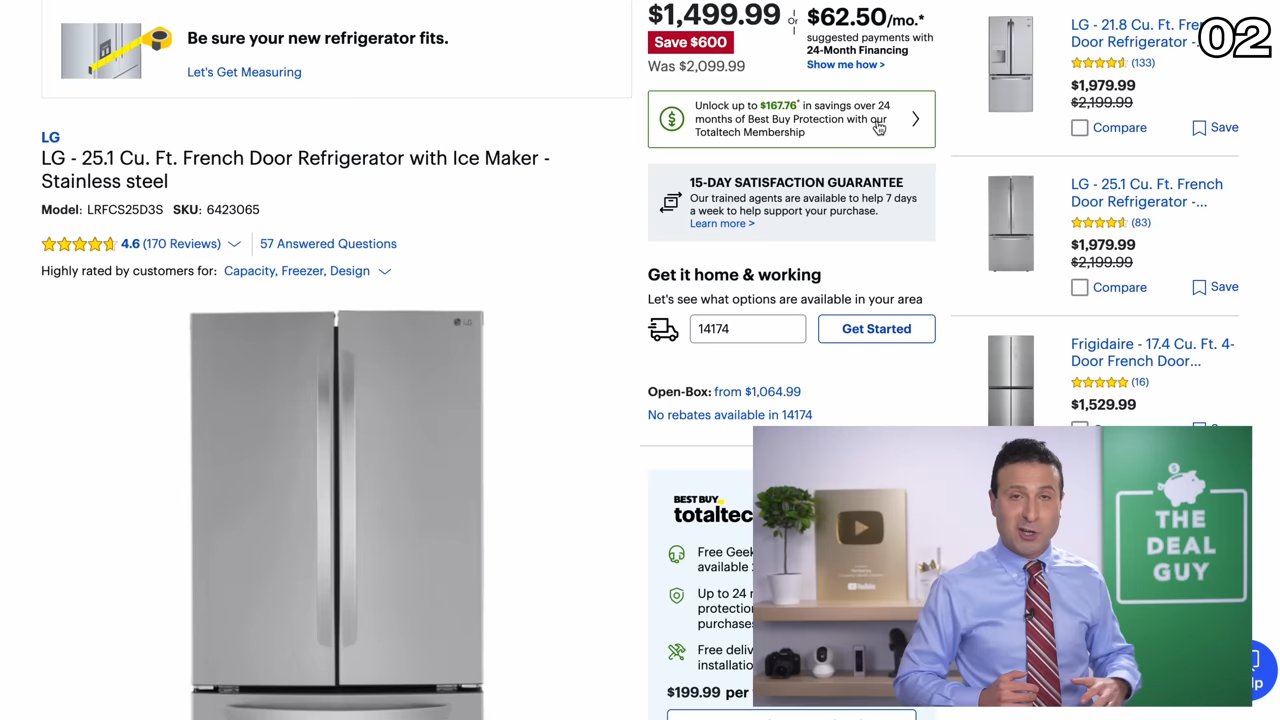 Be sure your new refrigerator fits.
Let's Get Measuring
LG
LG - 25.1 Cu. Ft. French Door Refrigerator with Ice Maker -
Stainless steel
Model: LRFCS25D3S SKU: 6423065
4.6 (170 Reviews)
57 Answered Questions
Highly rated by customers for: Capacity, Freezer, Design
LG
$1,499.99
Save $600
Was $2,099.99
Or
$62.50/mo.*
suggested payments with
24-Month Financing
Show me how >
Unlock up to $167.76* in savings over 24
months of Best Buy Protection with our
Totaltech Membership
15-DAY SATISFACTION GUARANTEE
Our trained agents are available to help 7 days
a week to help support your purchase.
Learn more >
Get it home & working
Let's see what options are available in your area
14174
Get Started
Open-Box: from $1,064.99
No rebates available in 14174
BEST BUY
totaltec
Free Geek
available
Up to 24
protectio
purchases
Free deliv
installatio
$199.99 per
02
LG - 21.8 Cu. Ft. Fre
Door Refrigerator -
(133)
$1,979.99
$2,199.99
Compare
Save
LG - 25.1 Cu. Ft. French
Door Refrigerator -...
(83)
$1,979.99
$2,199.99
Compare
Save
Frigidaire - 17.4 Cu. Ft. 4-
Door French Door...
(16)
$1,529.99
YouTube
THE
DEAL
GUY
lp